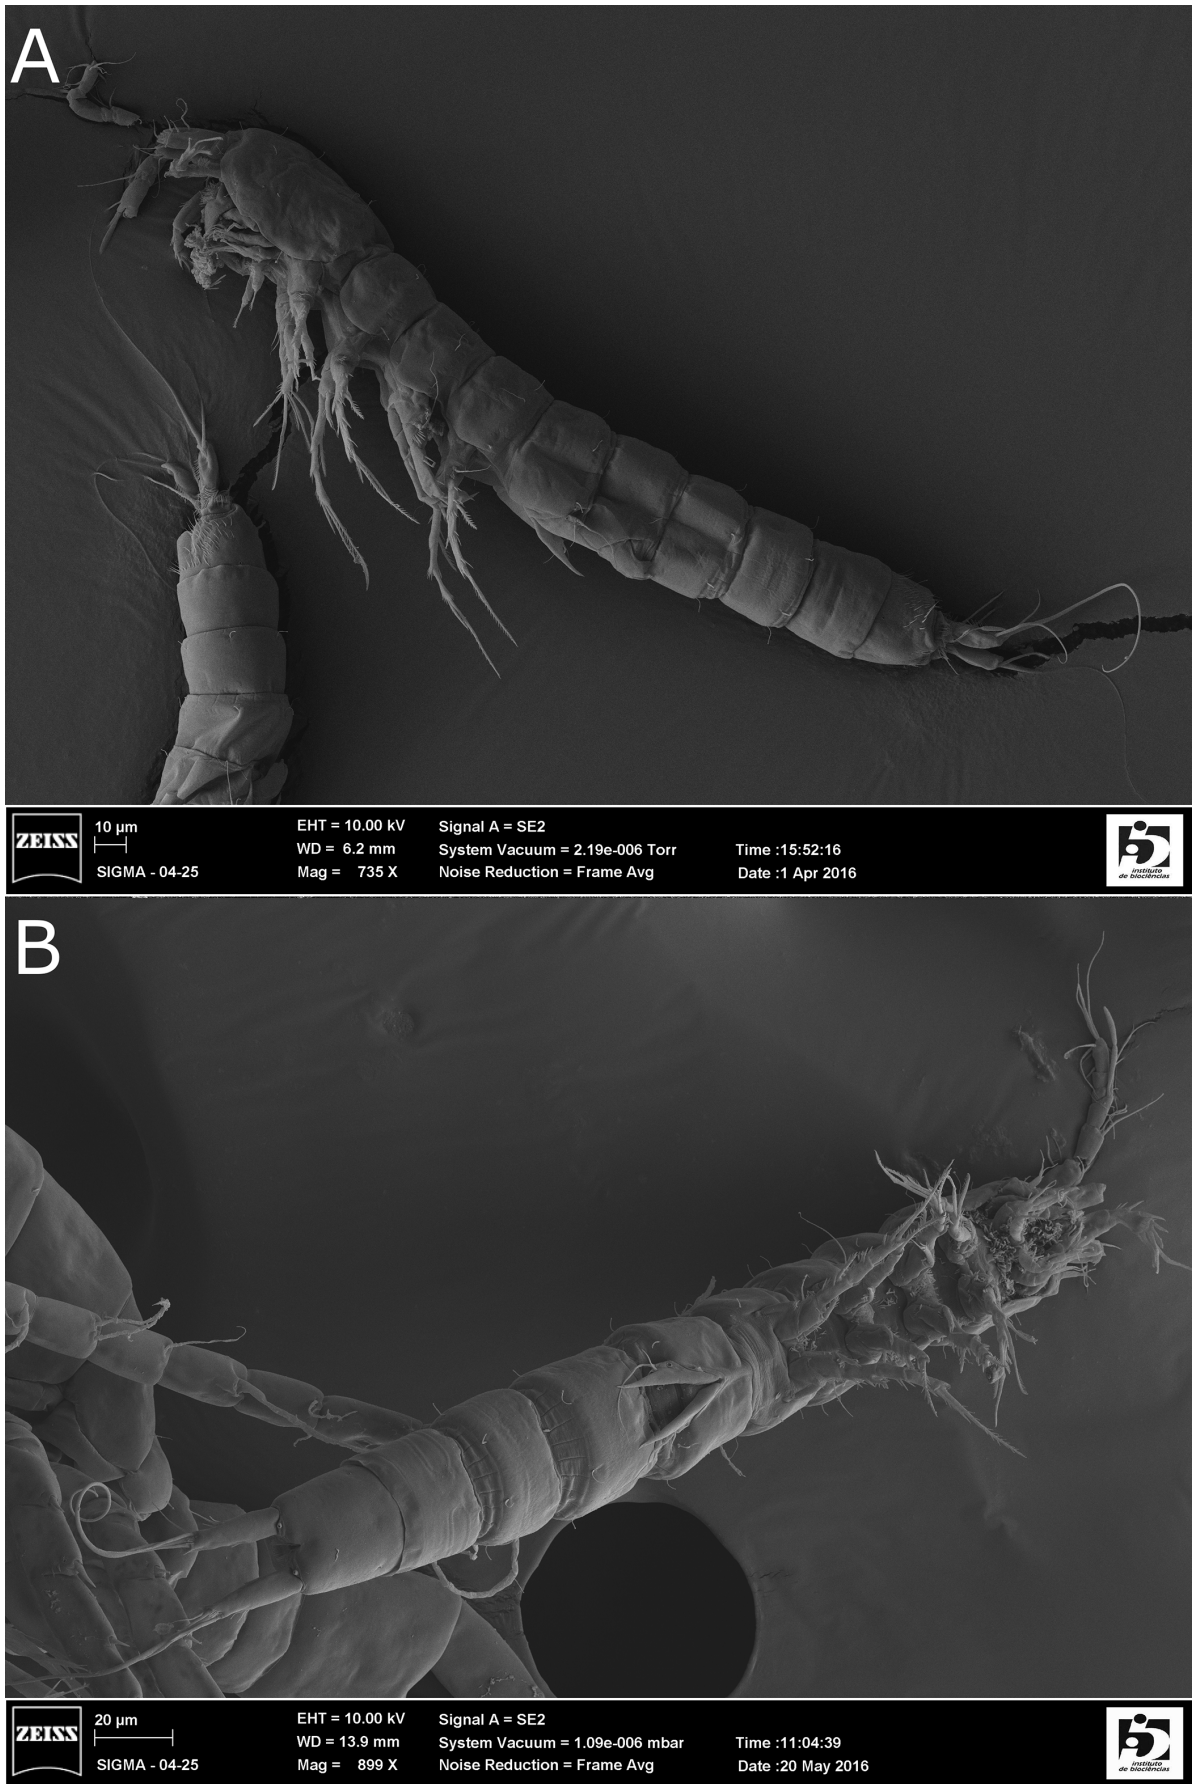 A
ZEISS
10 µm
SIGMA - 04-25
EHT = 10.00 kV
WD = 6.2 mm
Mag = 735 X
Signal A = SE2
System Vacuum = 2.19e-006 Torr
Noise Reduction = Frame Avg
Time :15:52:16
Date :1 Apr 2016
instituto
de biociências
B
ZEISS
20 µm
SIGMA - 04-25
EHT = 10.00 kV
WD = 13.9 mm
Mag = 899 X
Signal A = SE2
System Vacuum = 1.09e-006 mbar
Noise Reduction = Frame Avg
Time :11:04:39
Date :20 May 2016
instituto
de biociências